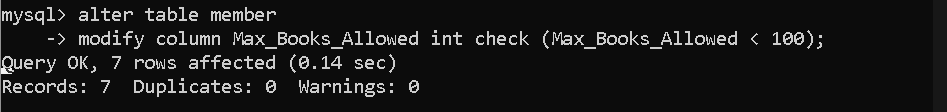 mysql> alter table member
    -> modify column Max_Books_Allowed int check (Max_Books_Allowed < 100);
Query OK, 7 rows affected (0.14 sec)
Records: 7  Duplicates: 0  Warnings: 0